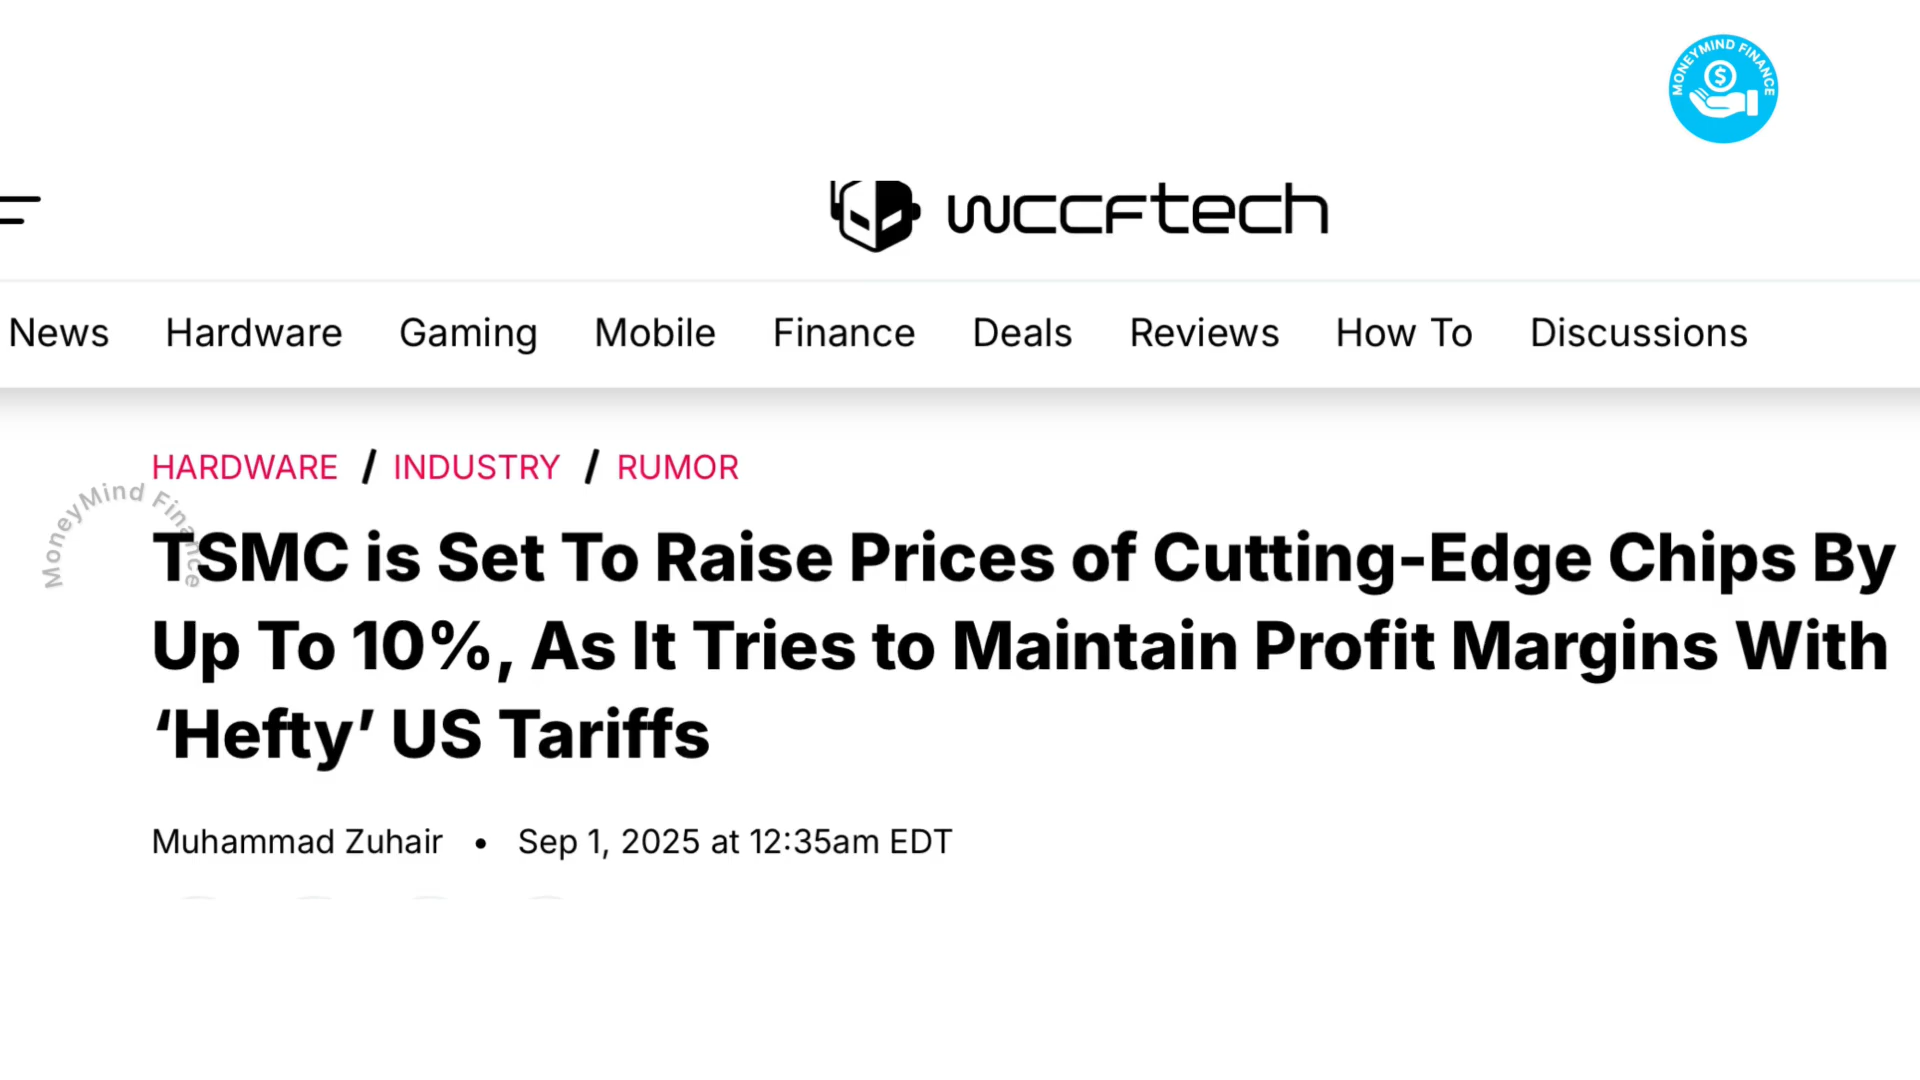 MONEYMIND FINANCE
$
wccftech
News Hardware Gaming Mobile Finance Deals Reviews How To Discussions
HARDWARE / INDUSTRY / RUMOR
MoneyMind Finance
TSMC is Set To Raise Prices of Cutting-Edge Chips By
Up To 10%, As It Tries to Maintain Profit Margins With
‘Hefty’ US Tariffs
Muhammad Zuhair • Sep 1, 2025 at 12:35am EDT